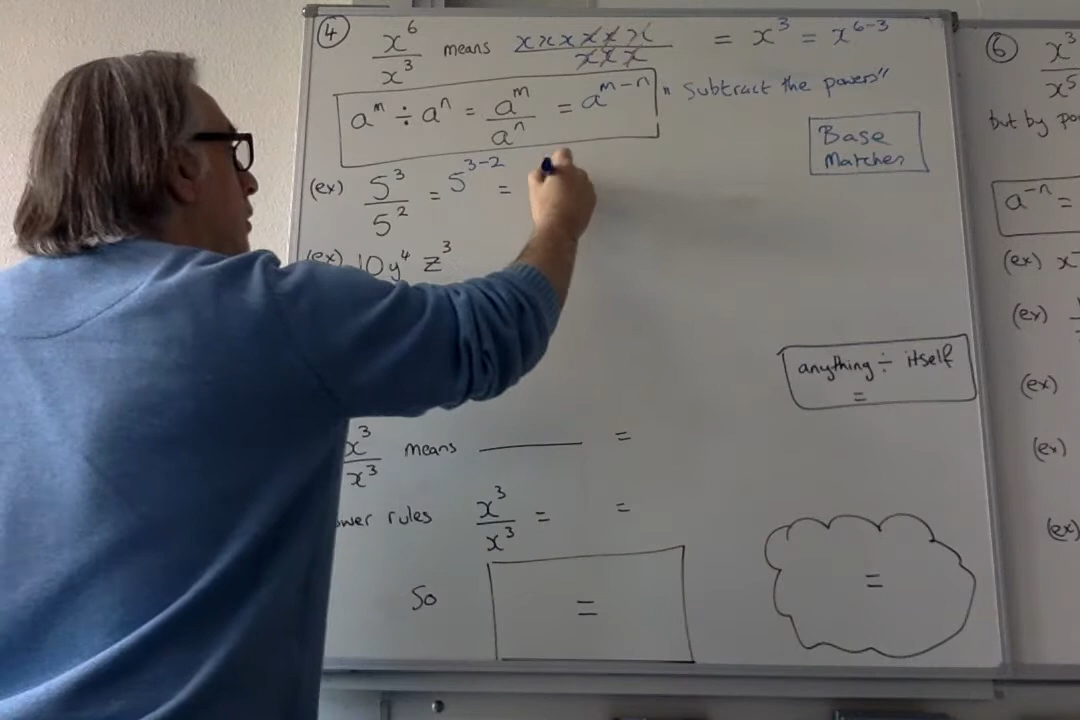 ④ x⁶/x³ means xxxxxx/xxx = x³ = x⁶⁻³
aᵐ ÷ aⁿ = aᵐ/aⁿ = aᵐ⁻ⁿ "subtract the powers"
Base
Matches
(ex) 5³/5² = 5³⁻² =
(ex) 10y⁴z³
anything ÷ itself
=
x³/x³ means ____ =
rules x³/x³ = =
So =
=
⑥ x³/x⁵
but by
a⁻ⁿ =
(ex) x⁻
(ex)
(ex)
(ex)
(ex)